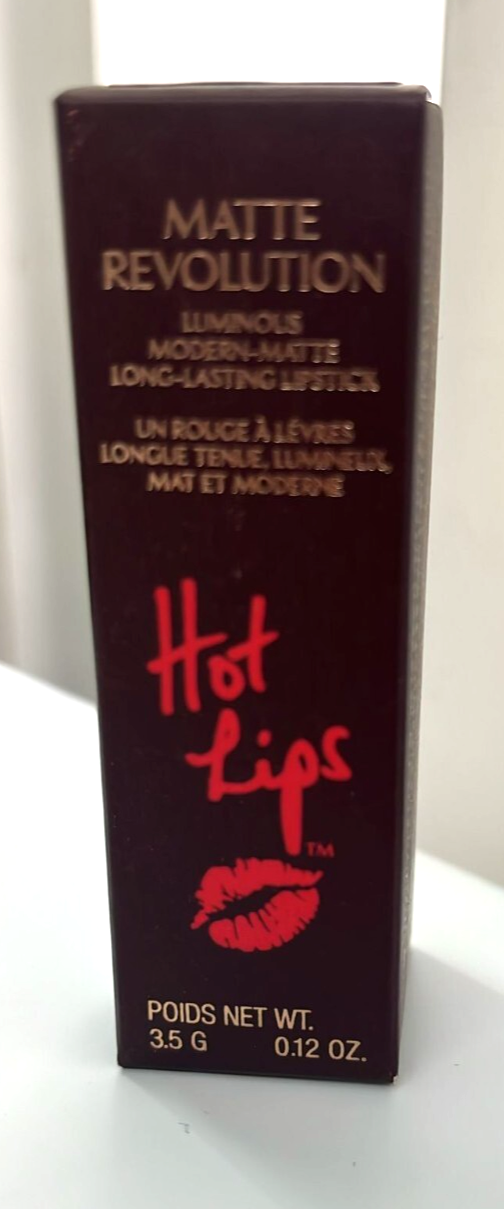 MATTE
REVOLUTION
LUMINOUS
MODERN-MATTE
LONG-LASTING LIPSTICK
UN ROUGE À LÈVRES
LONGUE TENUE, LUMINEUX,
MAT ET MODERNE
Hot
Lips
TM
POIDS NET WT.
3.5 G 0.12 OZ.